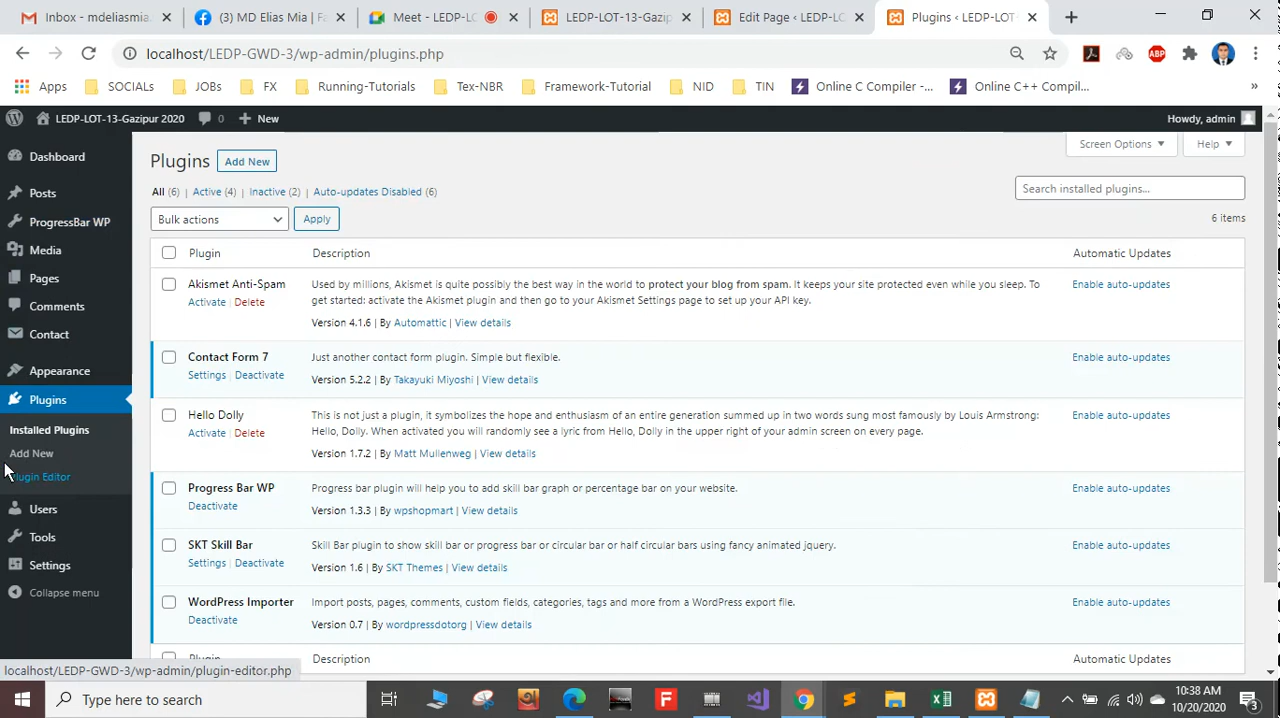 Inbox - mdeliasmia.
(3) MD Elias Mia | Fa
Meet - LEDP-LO
LEDP-LOT-13-Gazip
Edit Page ‹ LEDP-LO
Plugins ‹ LEDP-LOT
localhost/LEDP-GWD-3/wp-admin/plugins.php
ABP
Apps SOCIALs JOBs FX Running-Tutorials Tex-NBR Framework-Tutorial NID TIN Online C Compiler -... Online C++ Compil... »
LEDP-LOT-13-Gazipur 2020 0 + New Howdy, admin
Dashboard
Posts
ProgressBar WP
Media
Pages
Comments
Contact
Appearance
Plugins
Installed Plugins
Add New
lugin Editor
Users
Tools
Settings
Collapse menu
Screen Options Help
Plugins Add New
All (6) | Active (4) | Inactive (2) | Auto-updates Disabled (6)
Search installed plugins...
Bulk actions Apply
6 items
Plugin Description Automatic Updates
Akismet Anti-Spam
Activate | Delete
Used by millions, Akismet is quite possibly the best way in the world to protect your blog from spam. It keeps your site protected even while you sleep. To
get started: activate the Akismet plugin and then go to your Akismet Settings page to set up your API key.
Version 4.1.6 | By Automattic | View details
Enable auto-updates
Contact Form 7
Settings | Deactivate
Just another contact form plugin. Simple but flexible.
Version 5.2.2 | By Takayuki Miyoshi | View details
Enable auto-updates
Hello Dolly
Activate | Delete
This is not just a plugin, it symbolizes the hope and enthusiasm of an entire generation summed up in two words sung most famously by Louis Armstrong:
Hello, Dolly. When activated you will randomly see a lyric from Hello, Dolly in the upper right of your admin screen on every page.
Version 1.7.2 | By Matt Mullenweg | View details
Enable auto-updates
Progress Bar WP
Deactivate
Progress bar plugin will help you to add skill bar graph or percentage bar on your website.
Version 1.3.3 | By wpshopmart | View details
Enable auto-updates
SKT Skill Bar
Settings | Deactivate
Skill Bar plugin to show skill bar or progress bar or circular bar or half circular bars using fancy animated jquery.
Version 1.6 | By SKT Themes | View details
Enable auto-updates
WordPress Importer
Deactivate
Import posts, pages, comments, custom fields, categories, tags and more from a WordPress export file.
Version 0.7 | By wordpressdotorg | View details
Enable auto-updates
Plugin Description Automatic Updates
localhost/LEDP-GWD-3/wp-admin/plugin-editor.php
Type here to search
10:38 AM
10/20/2020
3